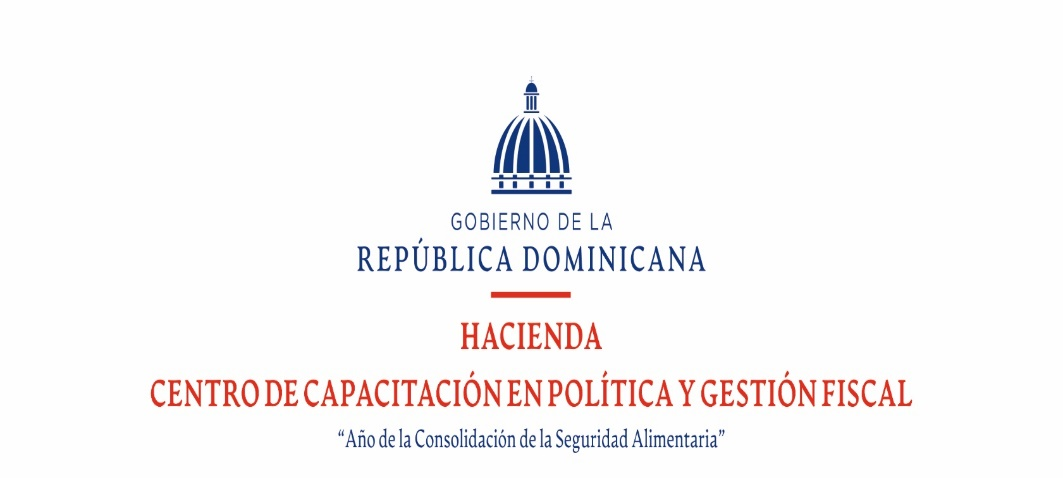 GOBIERNO DE LA
REPÚBLICA DOMINICANA
HACIENDA
CENTRO DE CAPACITACIÓN EN POLÍTICA Y GESTIÓN FISCAL
“Año de la Consolidación de la Seguridad Alimentaria”